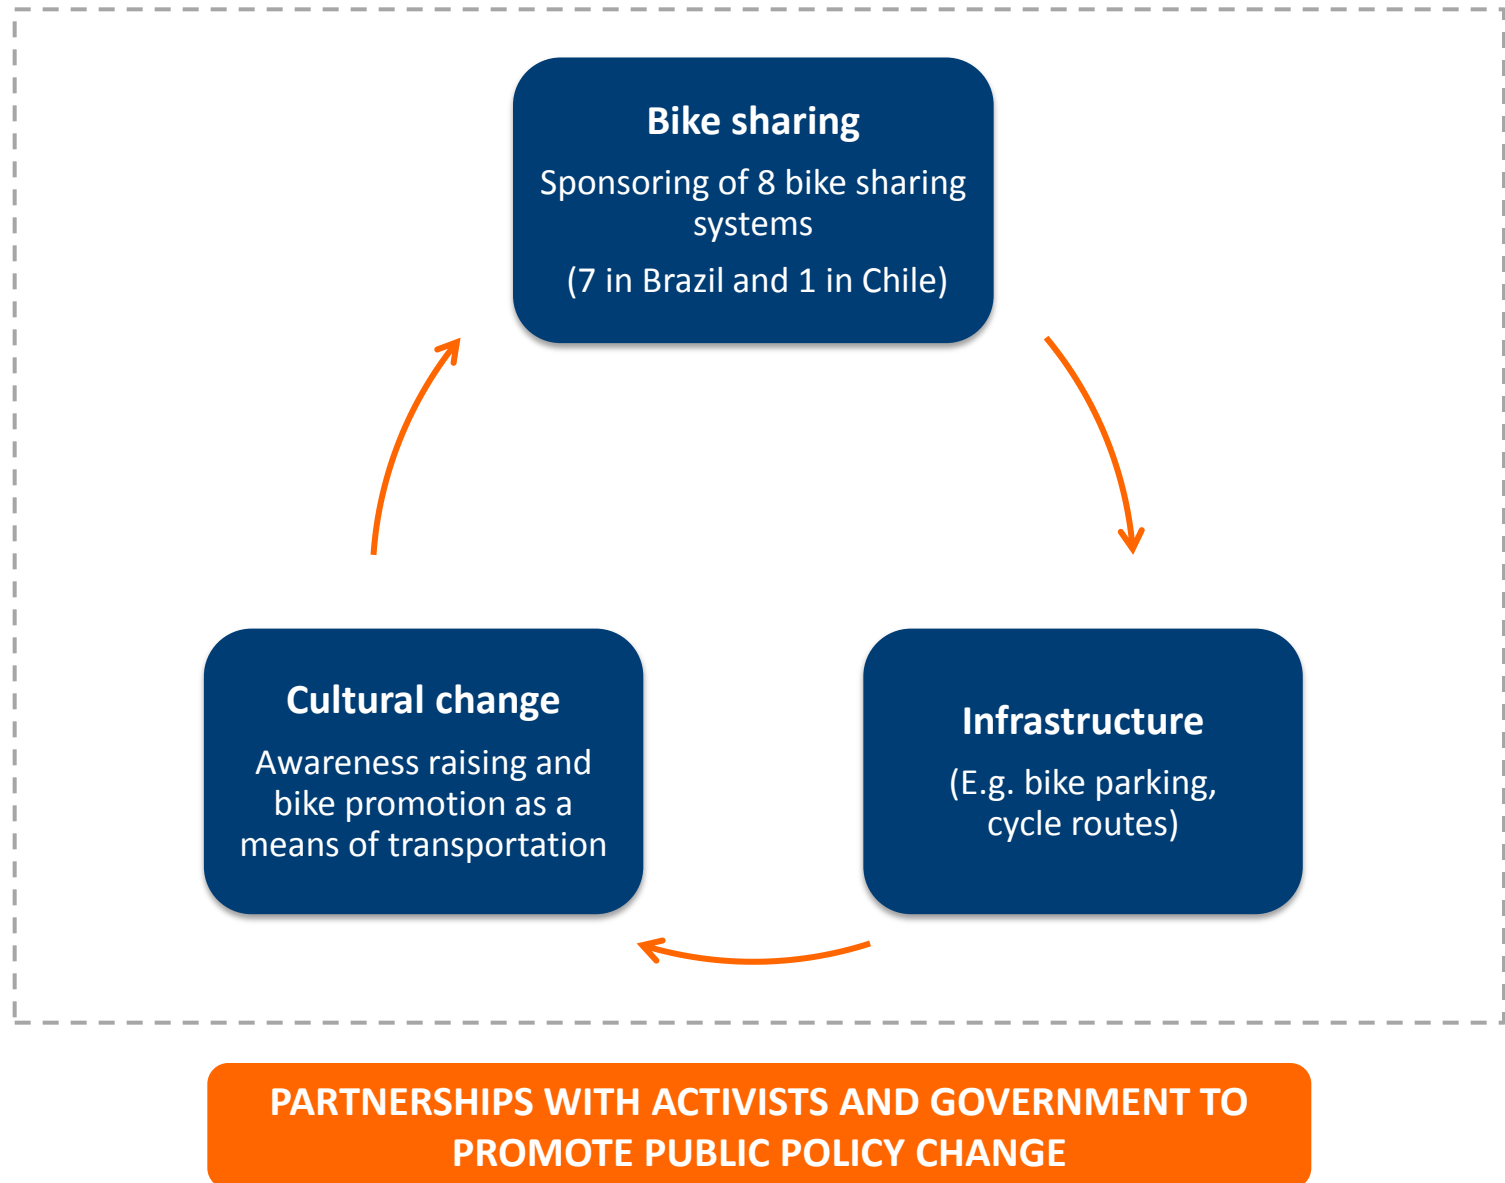 Bike sharing
Sponsoring of 8 bike sharing
systems
(7 in Brazil and 1 in Chile)
Cultural change
Awareness raising and
bike promotion as a
means of transportation
Infrastructure
(E.g. bike parking,
cycle routes)
PARTNERSHIPS WITH ACTIVISTS AND GOVERNMENT TO
PROMOTE PUBLIC POLICY CHANGE